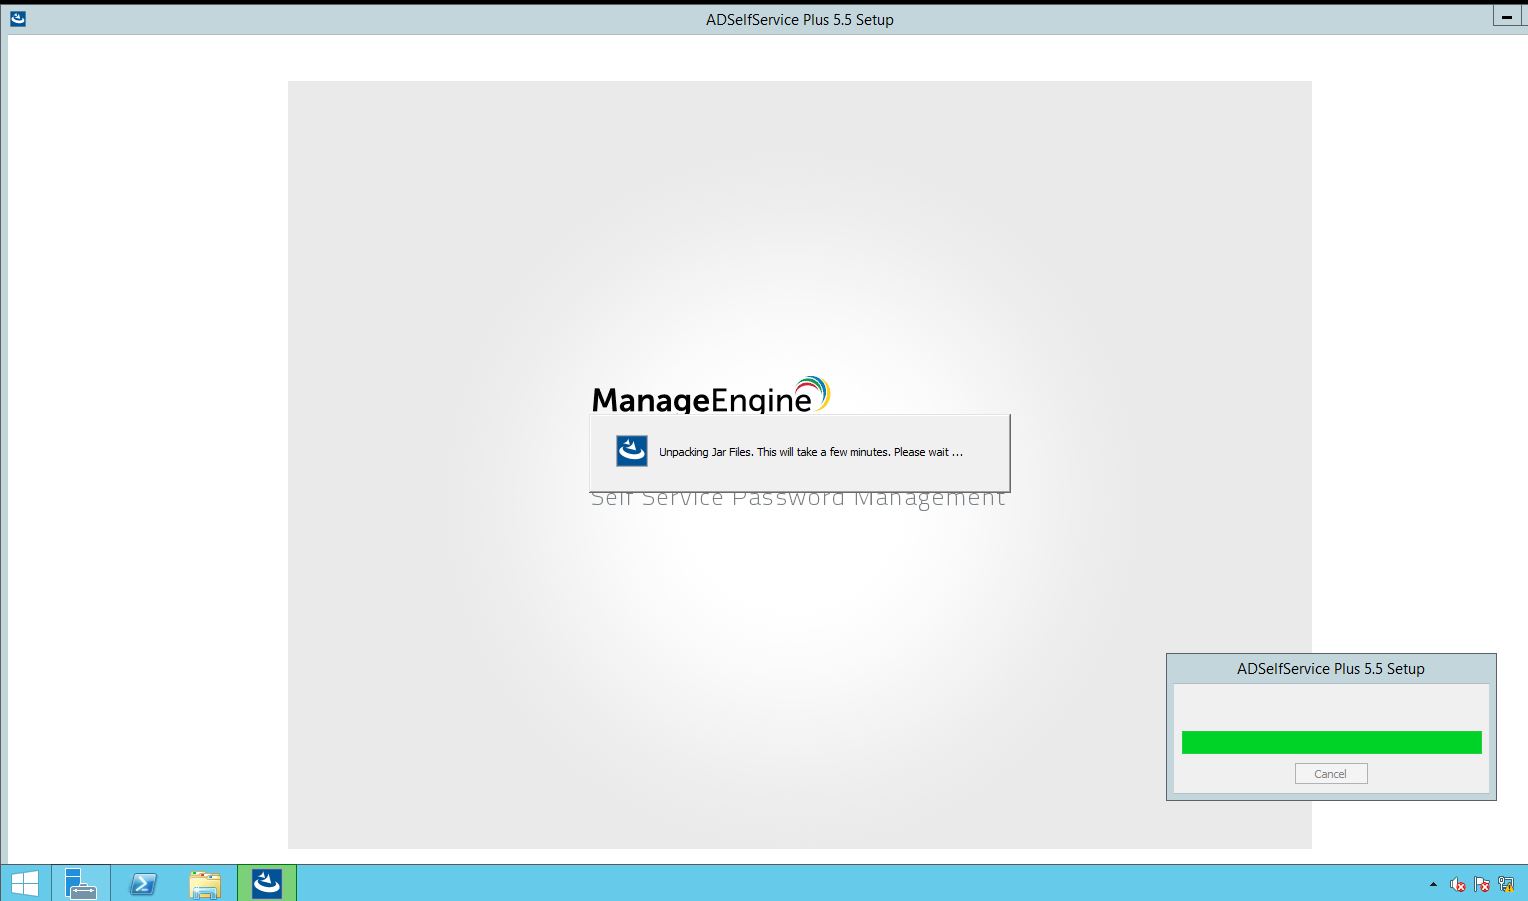 ADSelfService Plus 5.5 Setup
ManageEngine
Unpacking Jar Files. This will take a few minutes. Please wait ...
Self Service Password Management
ADSelfService Plus 5.5 Setup
Cancel